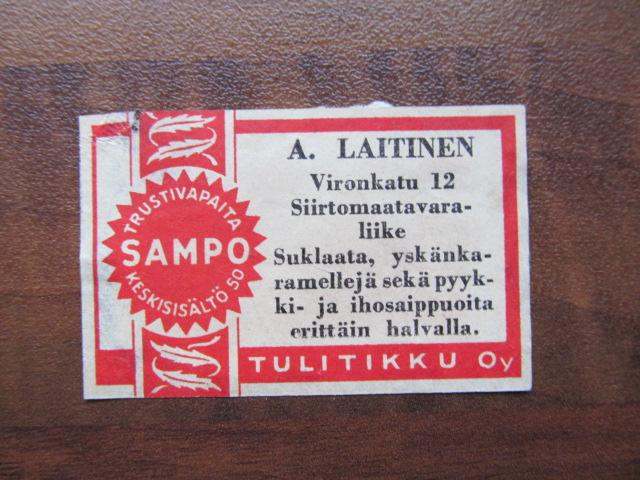 TRUSTIVAPAITA
SAMPO
KESKISISÄLTÖ 50
A. LAITINEN
Vironkatu 12
Siirtomaatavara-
liike
Suklaata, yskänka-
ramellejä sekä pyyk-
ki- ja ihosaippuoita
erittäin halvalla.
TULITIKKU Oy